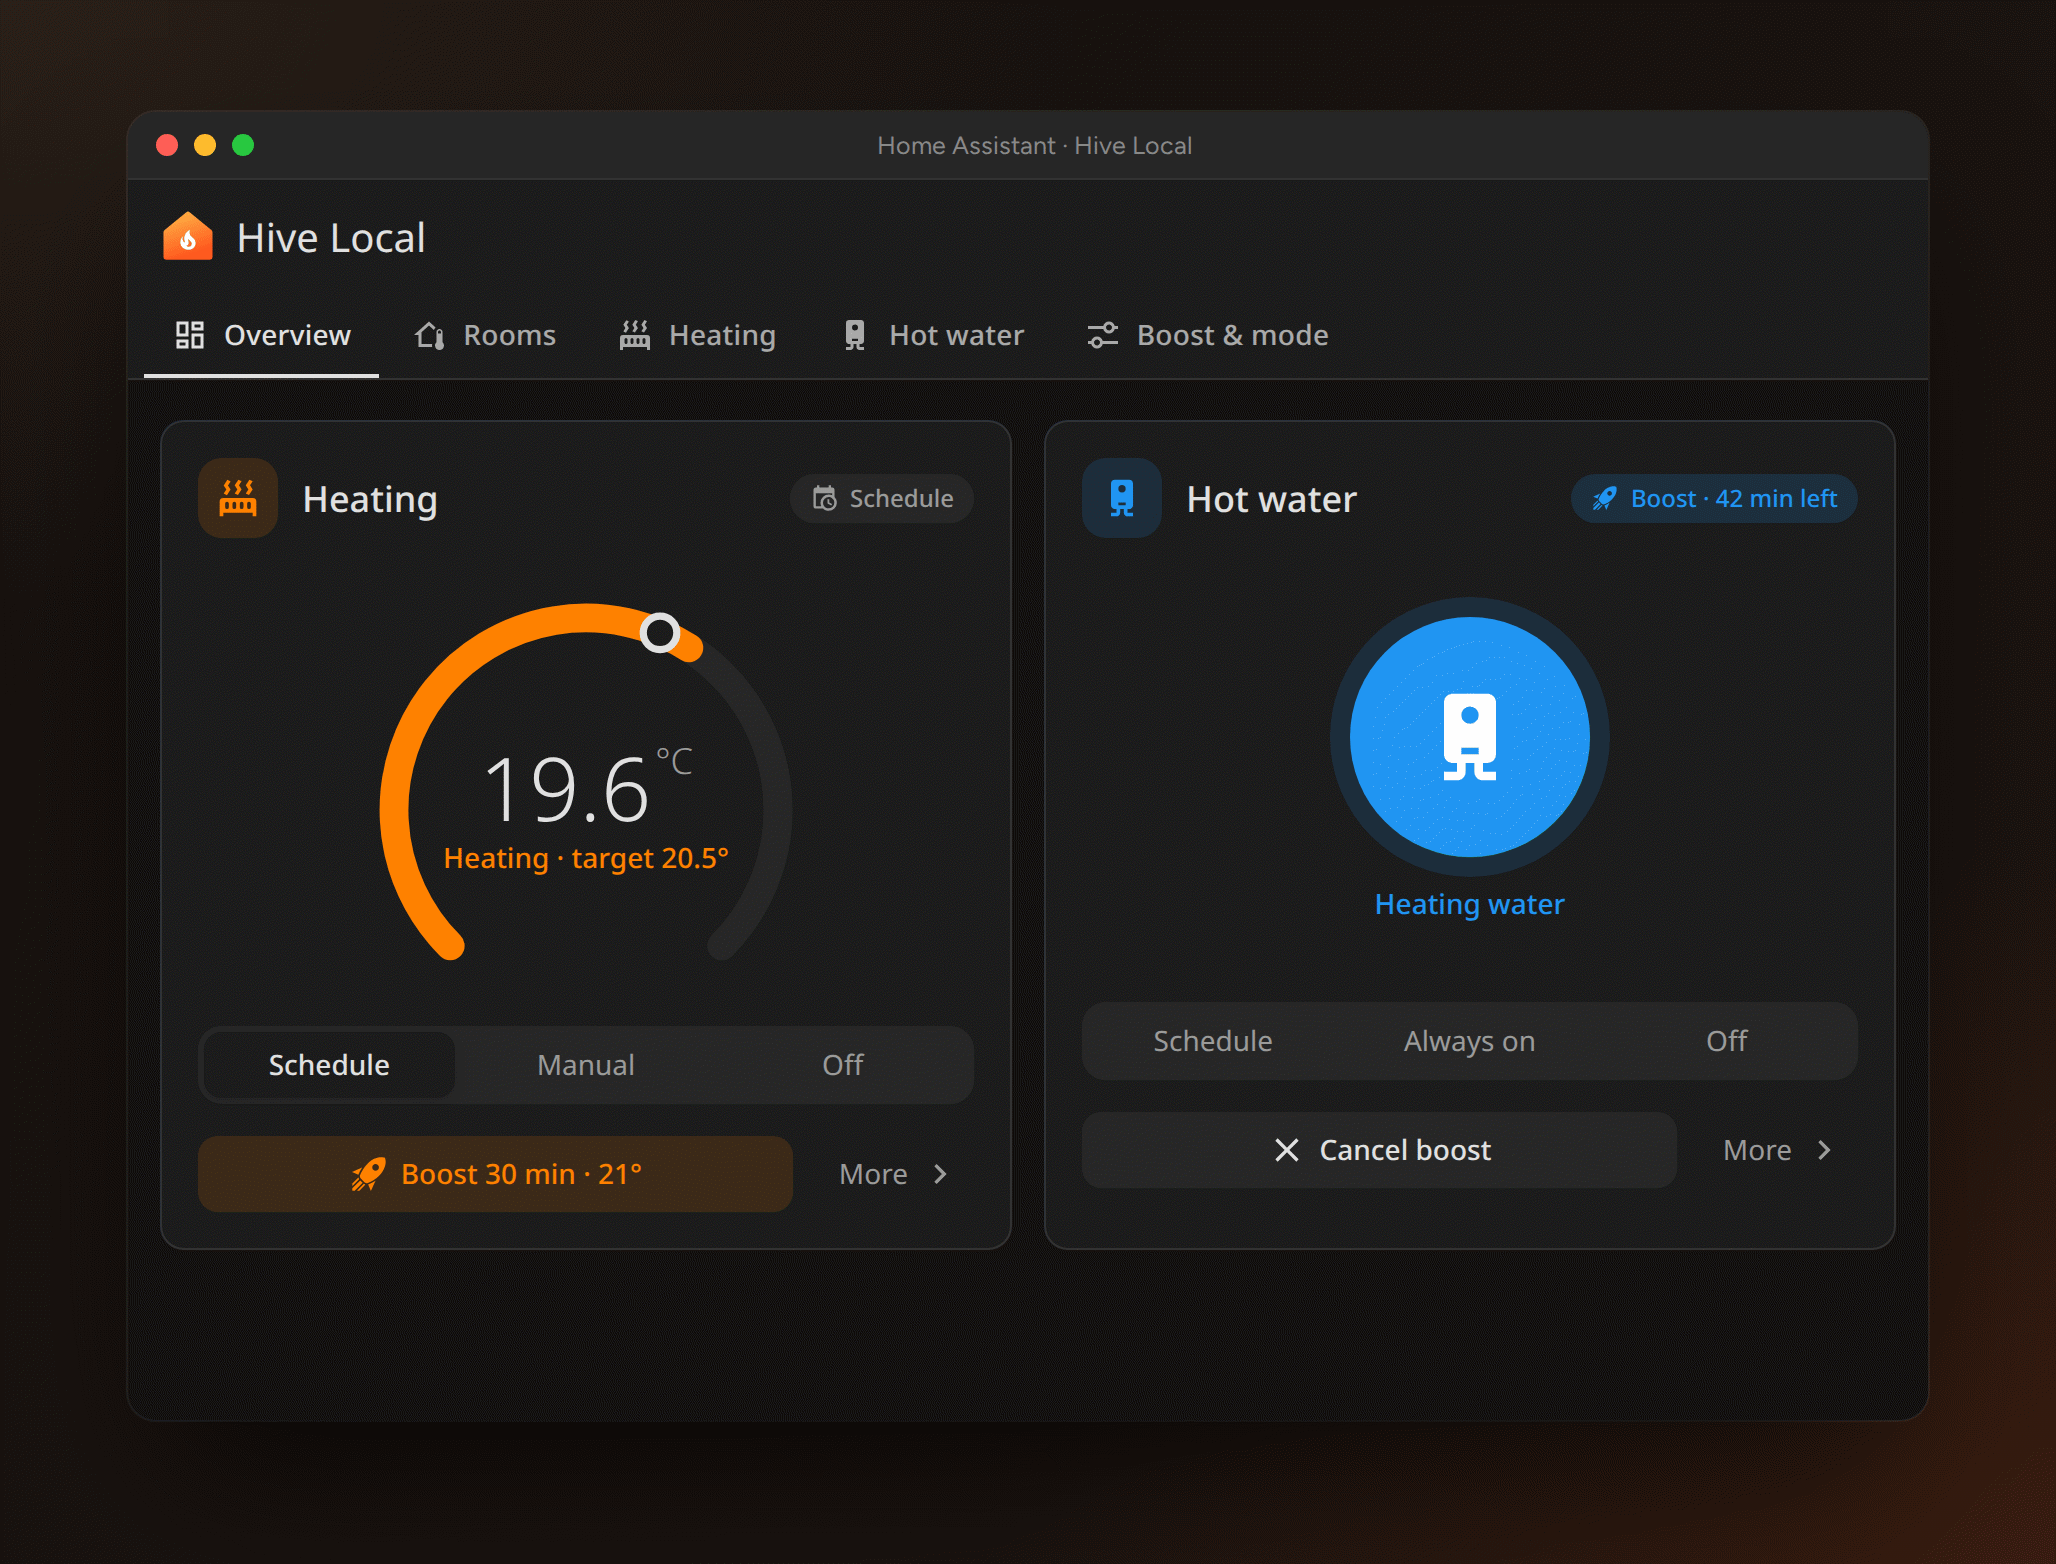 Home Assistant · Hive Local
Hive Local
Overview Rooms Heating Hot water Boost & mode
Heating
Schedule
19.6 °C
Heating · target 20.5°
Schedule Manual Off
Boost 30 min · 21° More
Hot water
Boost · 42 min left
Heating water
Schedule Always on Off
Cancel boost More